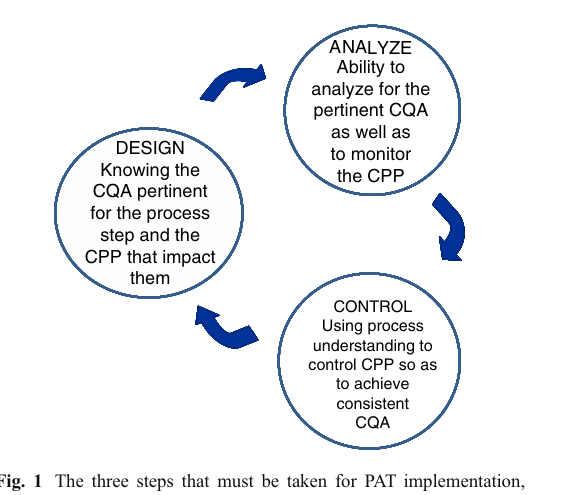 ANALYZE
Ability to
analyze for the
pertinent CQA
as well as
to monitor
the CPP
DESIGN
Knowing the
CQA pertinent
for the process
step and the
CPP that impact
them
CONTROL
Using process
understanding to
control CPP so as
to achieve
consistent
CQA
Fig. 1 The three steps that must be taken for PAT implementation,